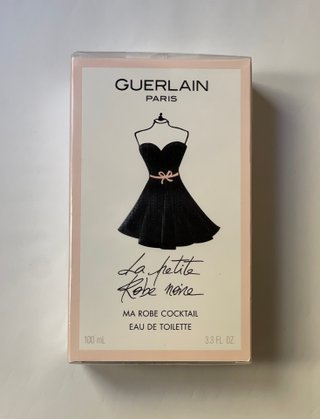 GUERLAIN
PARIS
La petite
Robe noire
MA ROBE COCKTAIL
EAU DE TOILETTE
100 mL 3.3 FL OZ.